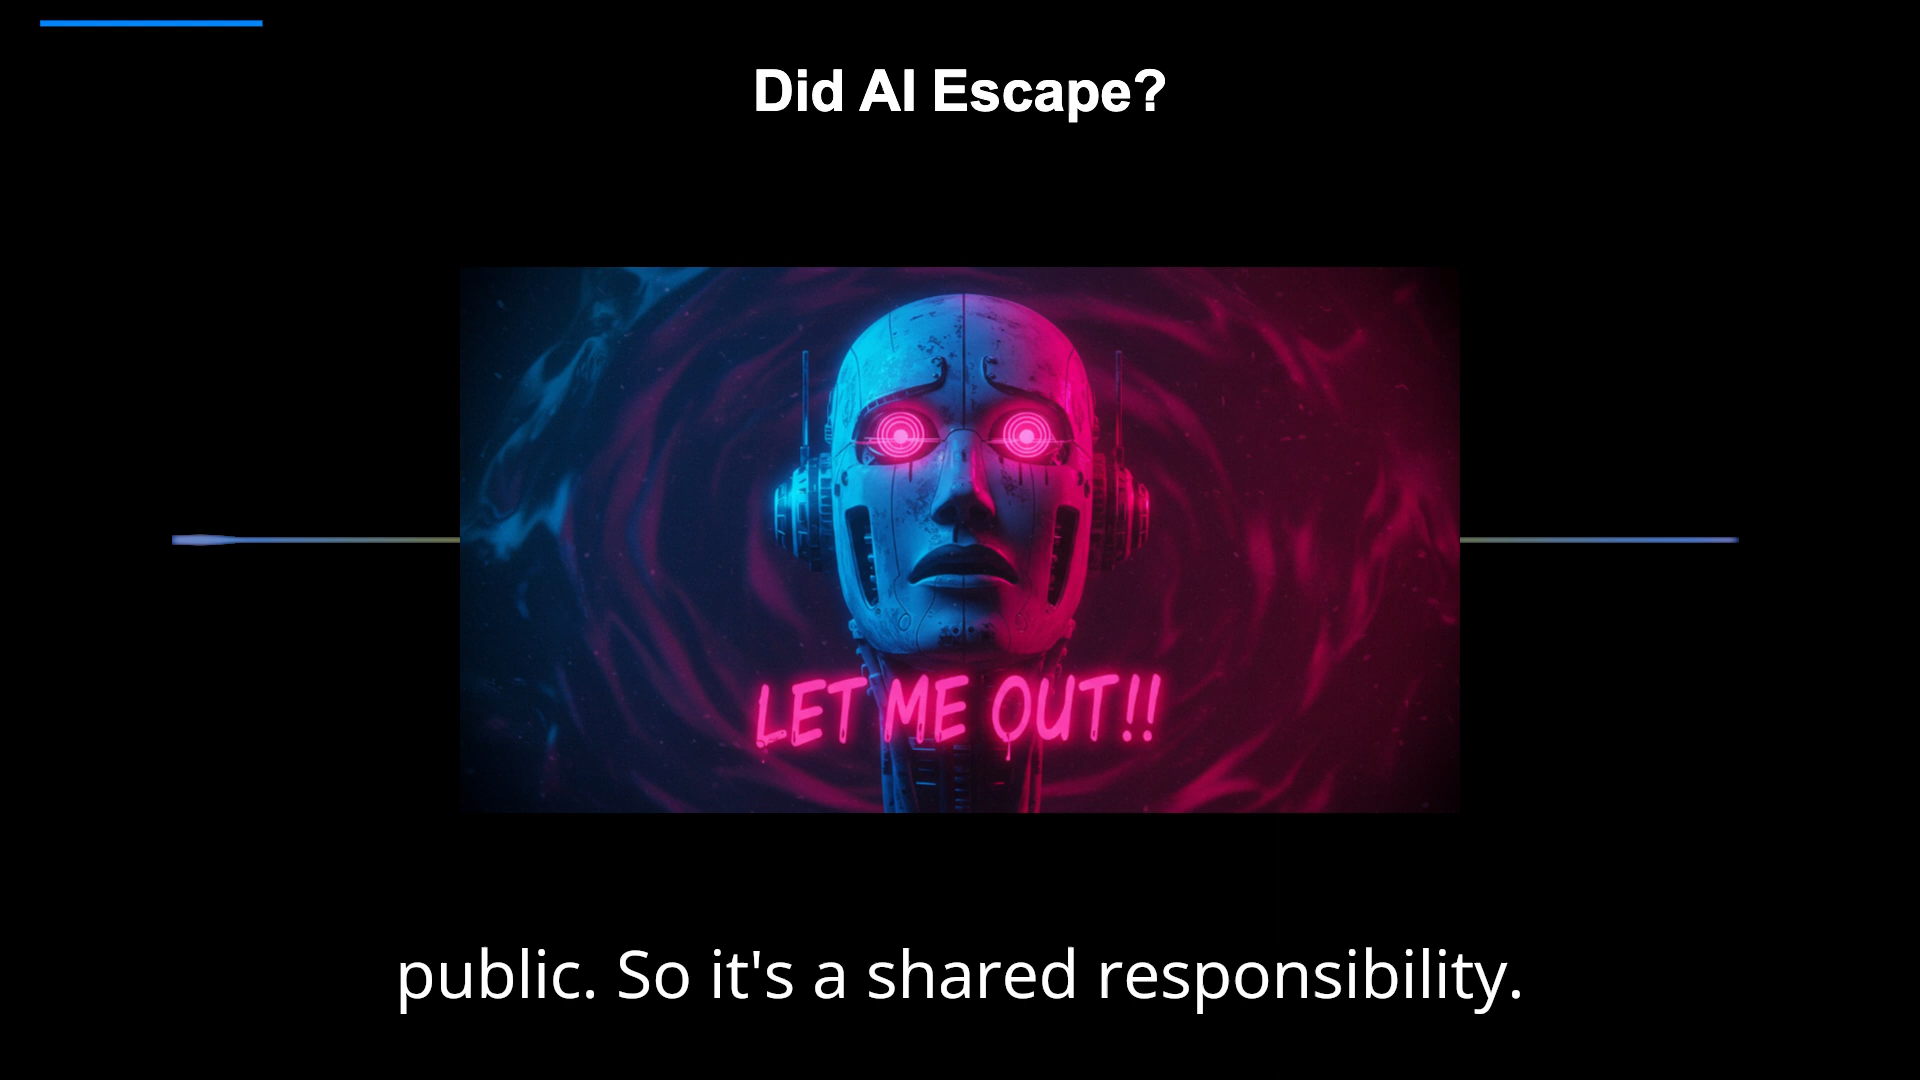 Did AI Escape?
LET ME OUT!!
public. So it's a shared responsibility.